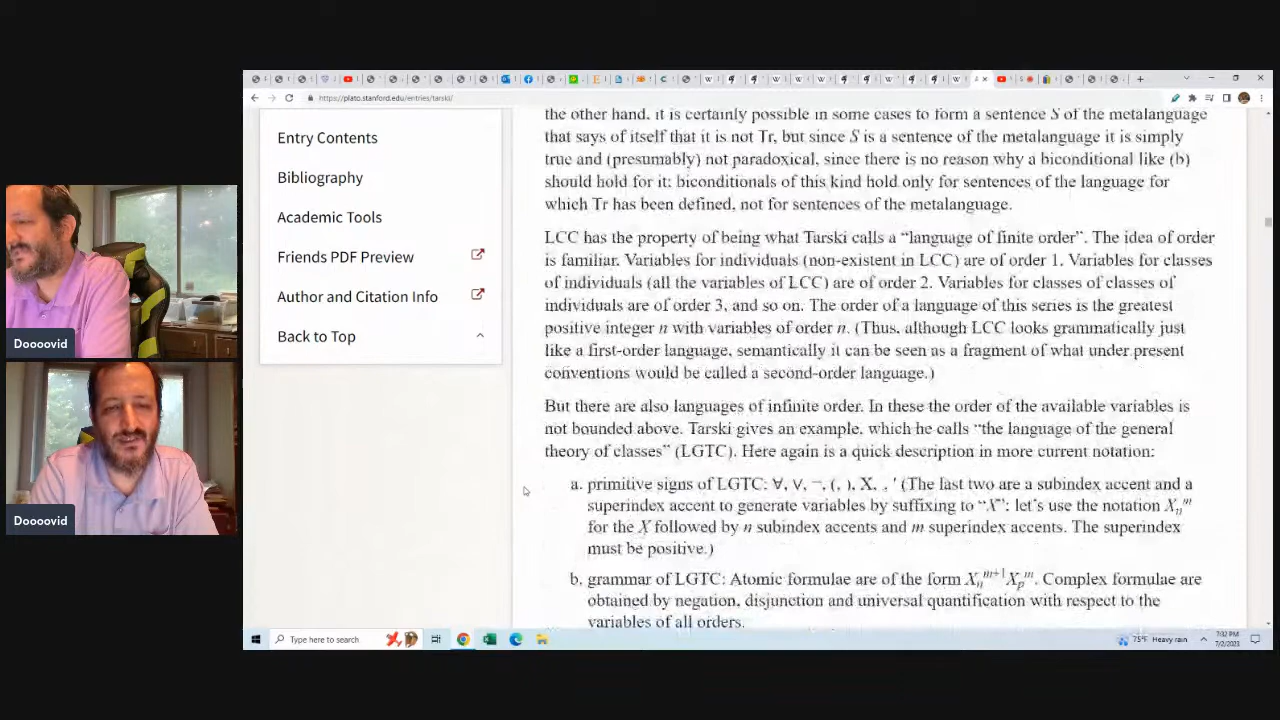 https://plato.stanford.edu/entries/tarski/
Entry Contents
Bibliography
Academic Tools
Friends PDF Preview
Author and Citation Info
Back to Top
the other hand, it is certainly possible in some cases to form a sentence S of the metalanguage
that says of itself that it is not Tr, but since S is a sentence of the metalanguage it is simply
true and (presumably) not paradoxical, since there is no reason why a biconditional like (b)
should hold for it: biconditionals of this kind hold only for sentences of the language for
which Tr has been defined, not for sentences of the metalanguage.
LCC has the property of being what Tarski calls a “language of finite order”. The idea of order
is familiar. Variables for individuals (non-existent in LCC) are of order 1. Variables for classes
of individuals (all the variables of LCC) are of order 2. Variables for classes of classes of
individuals are of order 3, and so on. The order of a language of this series is the greatest
positive integer n with variables of order n. (Thus, although LCC looks grammatically just
like a first-order language, semantically it can be seen as a fragment of what under present
conventions would be called a second-order language.)
But there are also languages of infinite order. In these the order of the available variables is
not bounded above. Tarski gives an example, which he calls “the language of the general
theory of classes” (LGTC). Here again is a quick description in more current notation:
a. primitive signs of LGTC: ∀, ∨, ¬, (, ), X, ˌ, ' (The last two are a subindex accent and a
superindex accent to generate variables by suffixing to “X”: let's use the notation Xₙᵐ
for the X followed by n subindex accents and m superindex accents. The superindex
must be positive.)
b. grammar of LGTC: Atomic formulae are of the form Xₙᵐ⁺¹Xₚᵐ. Complex formulae are
obtained by negation, disjunction and universal quantification with respect to the
variables of all orders.
Doooovid
Doooovid
Type here to search
75°F Heavy rain
7:32 PM
7/2/2023